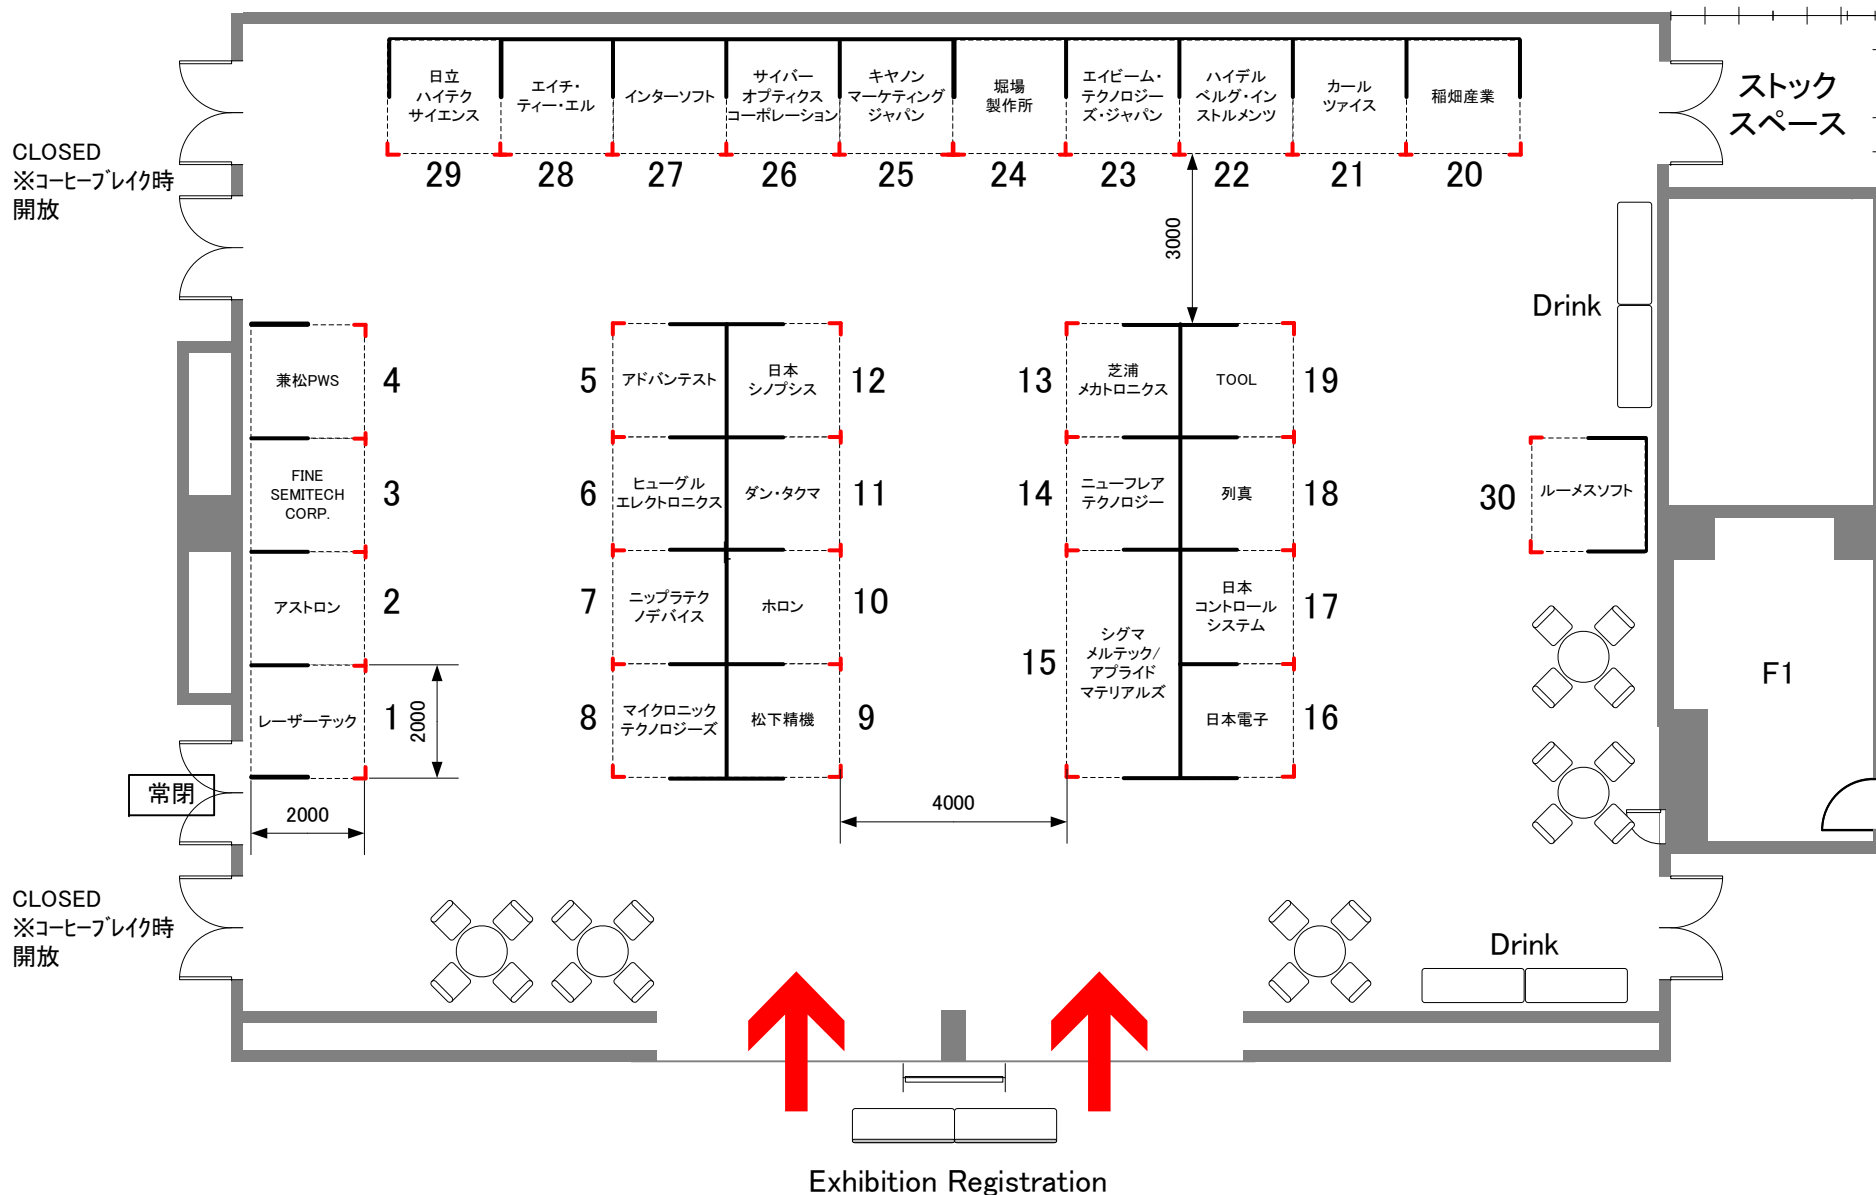 日立
ハイテク
サイエンス
エイチ・
ティー・エル
インターソフト
サイバー
オプティクス
コーポレーション
キヤノン
マーケティング
ジャパン
堀場
製作所
エイビーム・
テクノロジー
ズ・ジャパン
ハイデル
ベルグ・イン
ストルメンツ
カール
ツァイス
稲畑産業
ストック
スペース
29
28
27
26
25
24
23
22
21
20
CLOSED
※コーヒーブレイク時
開放
3000
Drink
兼松PWS
4
5
アドバンテスト
日本
シノプシス
12
13
芝浦
メカトロニクス
TOOL
19
FINE
SEMITECH
CORP.
3
6
ヒューグル
エレクトロニクス
ダン・タクマ
11
14
ニューフレア
テクノロジー
列真
18
30
ルーメスソフト
アストロン
2
7
ニップラテク
ノデバイス
ホロン
10
15
シグマ
メルテック/
アプライド
マテリアルズ
日本
コントロール
システム
17
F1
レーザーテック
1
2000
8
マイクロニック
テクノロジーズ
松下精機
9
日本電子
16
常閉
2000
4000
CLOSED
※コーヒーブレイク時
開放
Drink
Exhibition Registration